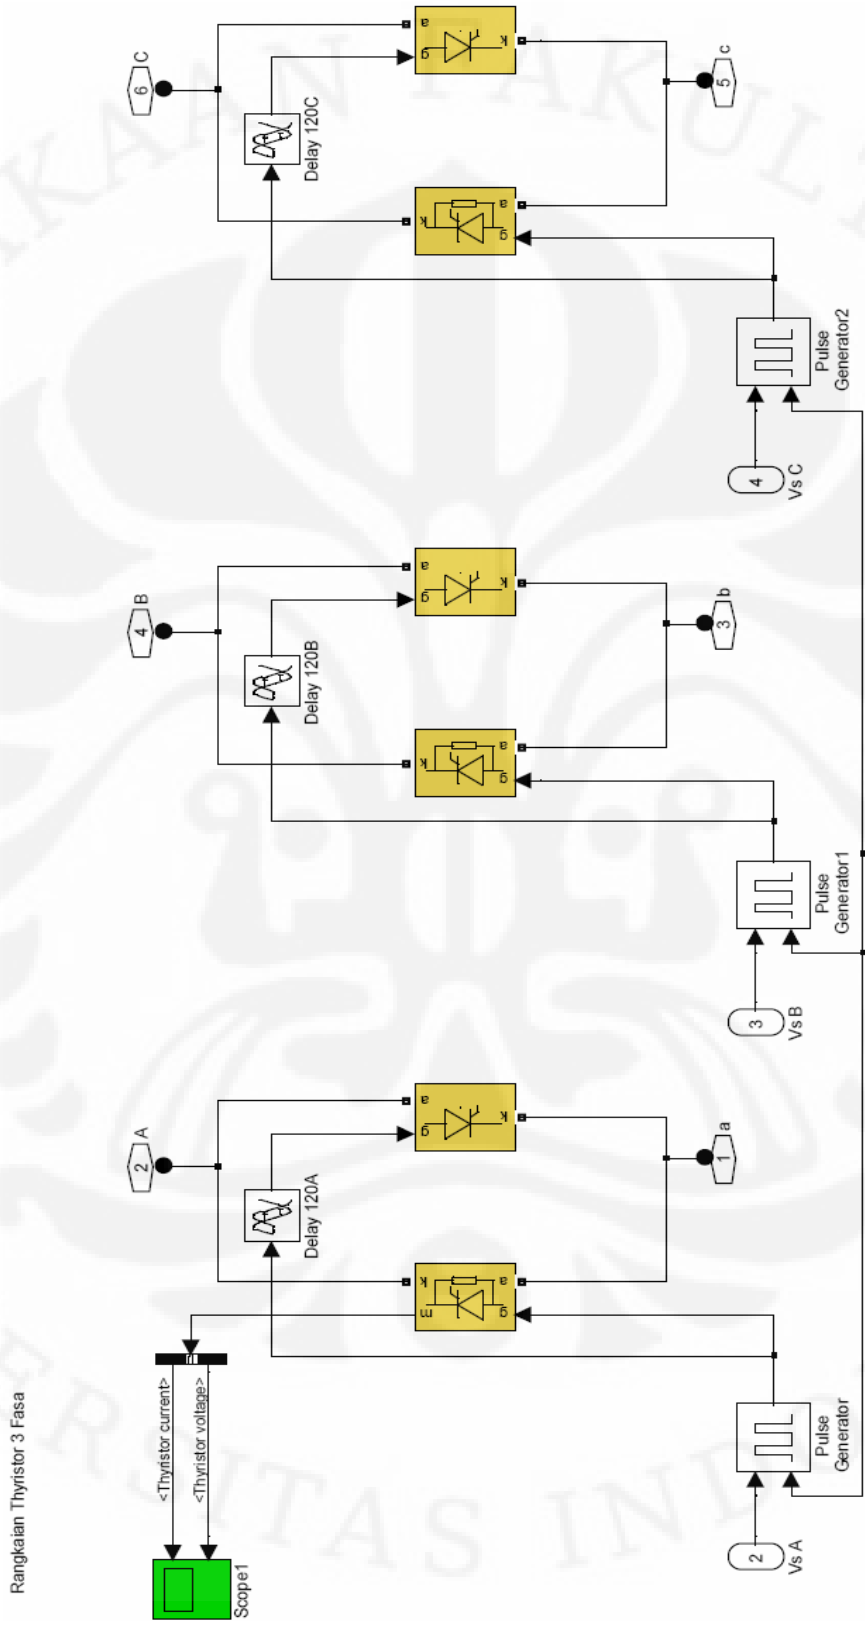 Rangkaian Thyristor 3 Fasa
Scope1
<Thyristor current>
<Thyristor voltage>
2
A
4
B
6
C
Delay 120A
Delay 120B
Delay 120C
m
k
g
a
g
a
k
k
g
a
g
a
k
k
g
a
g
a
k
1
a
3
b
5
c
2
Vs A
Pulse
Generator
3
Vs B
Pulse
Generator1
4
Vs C
Pulse
Generator2